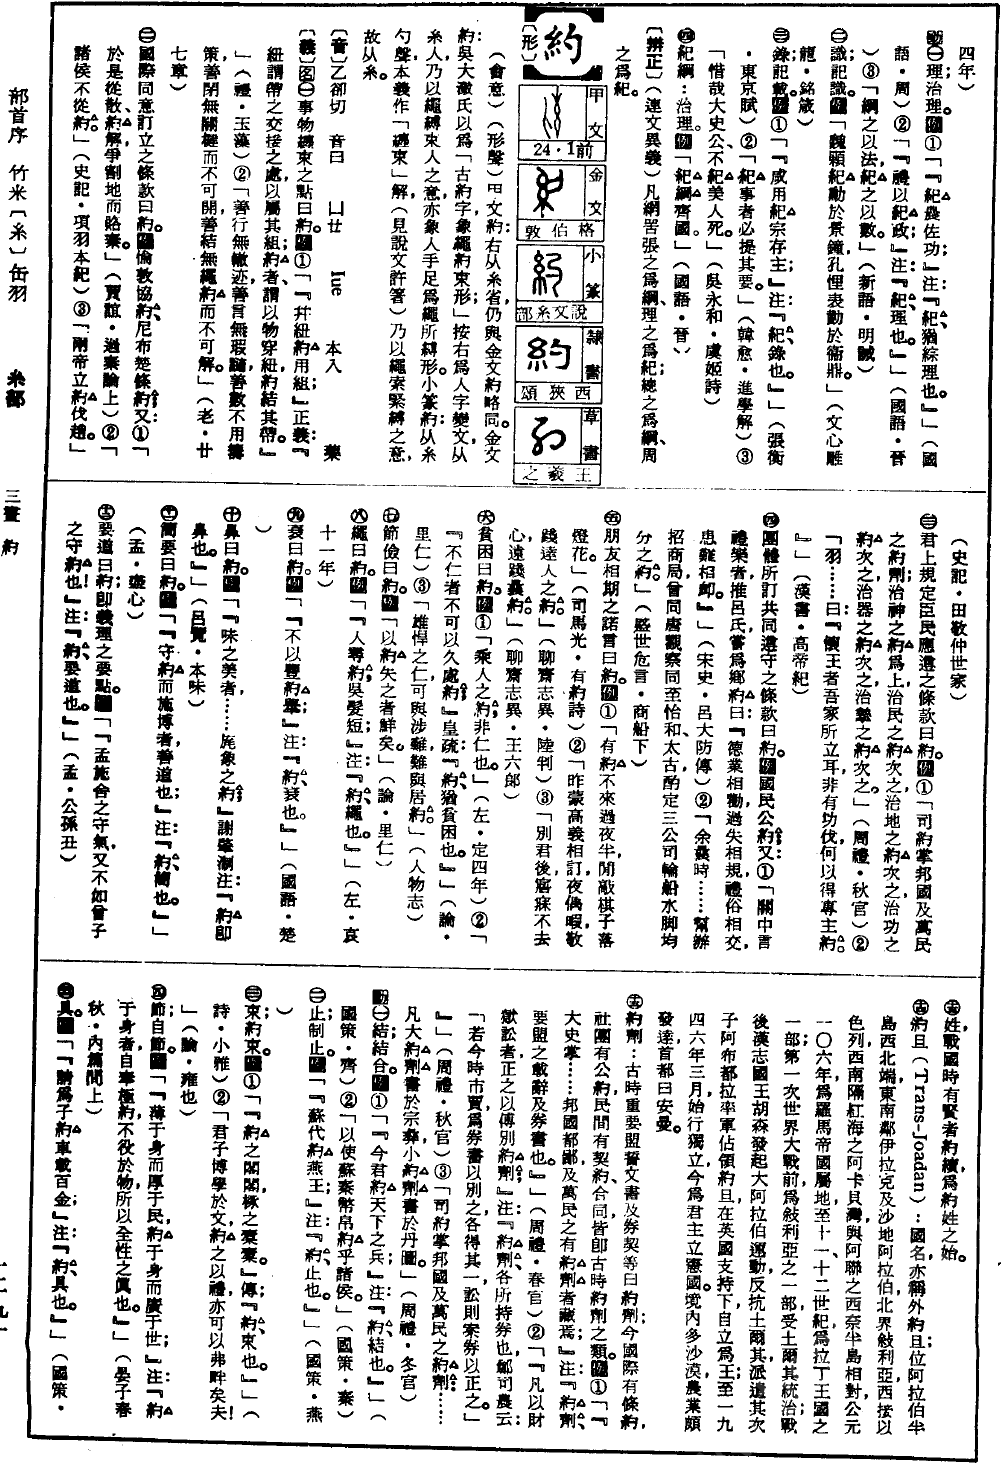 四年）
動㊀理治理。例①「『紀農佐功』注：『紀猶綜理也。』」（國
語・周）②「『禮以紀政』注：『紀理也。』」（國語・晉
）③「綱之以法紀之以數。」（新語・明誡）
㊁識記識。例「魏顆紀勳於景鐘孔悝表勤於衞鼎。」（文心雕
龍・銘箴）
㊂錄記載。例①「『咸用紀宗存主』；注：『紀錄也。』」（張衡
・東京賦）②「紀事者必提其要。」（韓愈・進學解）③
「惜哉大史公不紀美人死。」（吳永和・虞姬詩）
㊃紀綱：治理。例「紀綱齊國。」（國語・晉）
〔辨正〕（連文異義）凡網罟張之爲綱，理之爲紀；總之爲綱，周
之爲紀。
約
〔形〕
甲文
24・1前
金文
格伯敦
小篆
說文糸部
隸書
西狹頌
草書
王羲之
（會意）（形聲）甲文約：右从糸省，仍與金文約略同。金文
約：吳大澂氏以爲「古約字，象繩約束形；」按右爲人字變文，从
糸人，乃以繩縛束人之意，亦象人手足爲繩所縛形。小篆約：从糸
勺聲，本義作「纏束」解（見說文許箸）乃以繩索緊縛之意，
故从糸。
〔音〕乙卻切　音曰　ㄩㄝ　Iue　本入　藥
〔義〕名㊀事物纏束之點曰約。例①「『幷紐約用組』正義：『
紐謂帶之交接之處，以屬其組約者；謂以物穿紐約結其帶。』
」（禮・玉藻）②「善行無轍迹，善言無瑕讁，善數不用籌
策，善閉無關楗而不可開，善結無繩約而不可解。」（老・廿
七章）
㊁國際同意訂立之條款曰約。例倫敦協約、尼布楚條約；又：①「
於是從散約解，爭割地而賂秦。」（賈誼・過秦論上）②「
諸侯不從約。」（史記・項羽本紀）③「兩帝立約伐趙」
（史記・田敬仲世家）
㊂君上規定臣民應遵之條款曰約。例①「司約掌邦國及萬民
之約劑；治神之約爲上，治民之約次之，治地之約次之，治功之
約次之，治器之約次之，治摯之約次之。」（周禮・秋官）②
「羽……曰：『懷王者，吾家所立耳，非有功伐，何以得專主約。
』」（漢書・高帝紀）
㊃團體所訂共同遵守之條款曰約。例國民公約；又：①「關中言
禮樂者推呂氏，嘗爲鄉約曰：『德業相勸，過失相規，禮俗相交，
患難相卹。』」（宋史・呂大防傳）②「余曩時……幫辦
招商局，曾同唐觀察同至怡和、太古，酌定三公司輪船水腳均
分之約。」（盛世危言・商船下）
㊄朋友相期之諾言曰約。例①「有約不來過夜半，閒敲棋子落
燈花。」（司馬光・有約詩）②「昨蒙高義相訂，夜偶暇，敬
踐達人之約。」（聊齋志異・陸判）③「別君後，寤寐不去
心，遠踐曩約。」（聊齋志異・王六郎）
㊅貧困曰約。例①「乘人之約，非仁也。」（左・定四年）②「
『不仁者不可以久處約』；皇疏：『約猶貧困也。』」（論・
里仁）③「雄悍之仁，可與涉難，難與居約。」（人物志）
㊆節儉曰約。例「以約失之者鮮矣。」（論・里仁）
㊇繩曰約。例「『人尋約，吳髮短』；注：『約繩也。』」（左・哀
十一年）
㊈衰曰約。例「『不以豐約舉』注：『約、衰也。』」（國語・楚
）
㊉鼻曰約。例「『味之美者，……旄象之約』；謝肇淛注：『約卽
鼻也。』」（呂覽・本味）
簡要曰約。例「『守約而施博者，善道也』；注：『約簡也。』」
（孟・盡心）
要道曰約；卽義理之要點。例「『孟施舍之守氣，又不如曾子
之守約也』！注：『約要道也。』」（孟・公孫丑）
姓，戰國時有賢者約續，爲約姓之始。
約旦（Trans-Joadan）：國名，亦稱外約旦，位阿拉伯半
島西北端，東南鄰伊拉克及沙地阿拉伯，北界敍利亞，西接以
色列，西南隔紅海之阿卡貝灣與阿聯之西奈半島相對。公元
一〇六年爲羅馬帝國屬地，至十一、十二世紀爲拉丁王國之
一部，第一次世界大戰前爲敍利亞之一部，受土爾其統治，戰
後漢志國王胡森發起大阿拉伯運動，反抗土爾其，派遣其次
子阿布都拉率軍佔領約旦，在英國支持下，自立爲王；至一九
四六年三月始行獨立，今爲君主立憲國。境內多沙漠，農業頗
發達，首都曰安曼。
約劑：古時重要盟誓文書及券契等曰約劑；今國際有條約，
社團有公約，民間有契約、合同，皆卽古時約劑之類。例①「『
大史掌……邦國都鄙及萬民之有約劑者藏焉。』注：『約劑，
要盟之載辭及券書也。』」（周禮・春官）②「『凡以財
獄訟者，正之以傅別約劑』；注：『約劑，各所持券也；鄭司農云：
「若今時市買，爲券書以別之，各得其一，訟則案券以正之。」
』」（周禮・秋官）③「司約掌邦國及萬民之約劑；……
凡大約劑書於宗彝，小約劑書於丹圖。」（周禮・冬官）
動㊀結；結合。例①「『今君約天下之兵』；注：『約結也。』」（
國策・齊）②「以使蘇秦幣帛約乎諸侯。」（國策・秦）
㊁止；制止。例「『蘇代約燕王』；注：『約、止也。』」（國策・燕
）
㊂束；約束。例①「『約之閣閣，椓之橐橐』；傳：『約、束也。』」（
詩・小雅）②「君子博學於文，約之以禮，亦可以弗畔矣夫！
」（論・雍也）
㊃節；自節。例「『薄于身而厚于民，約于身而廣于世』；注：『約
于身者，自奉極約，不役於物，所以全性之眞也。』」（晏子春
秋・內篇問上）
㊄具。例「『請爲子約車載百金』；注：『約、具也。』」（國策・
部首序　竹米〔糸〕缶羽　糸部　三畫　約
一二九一